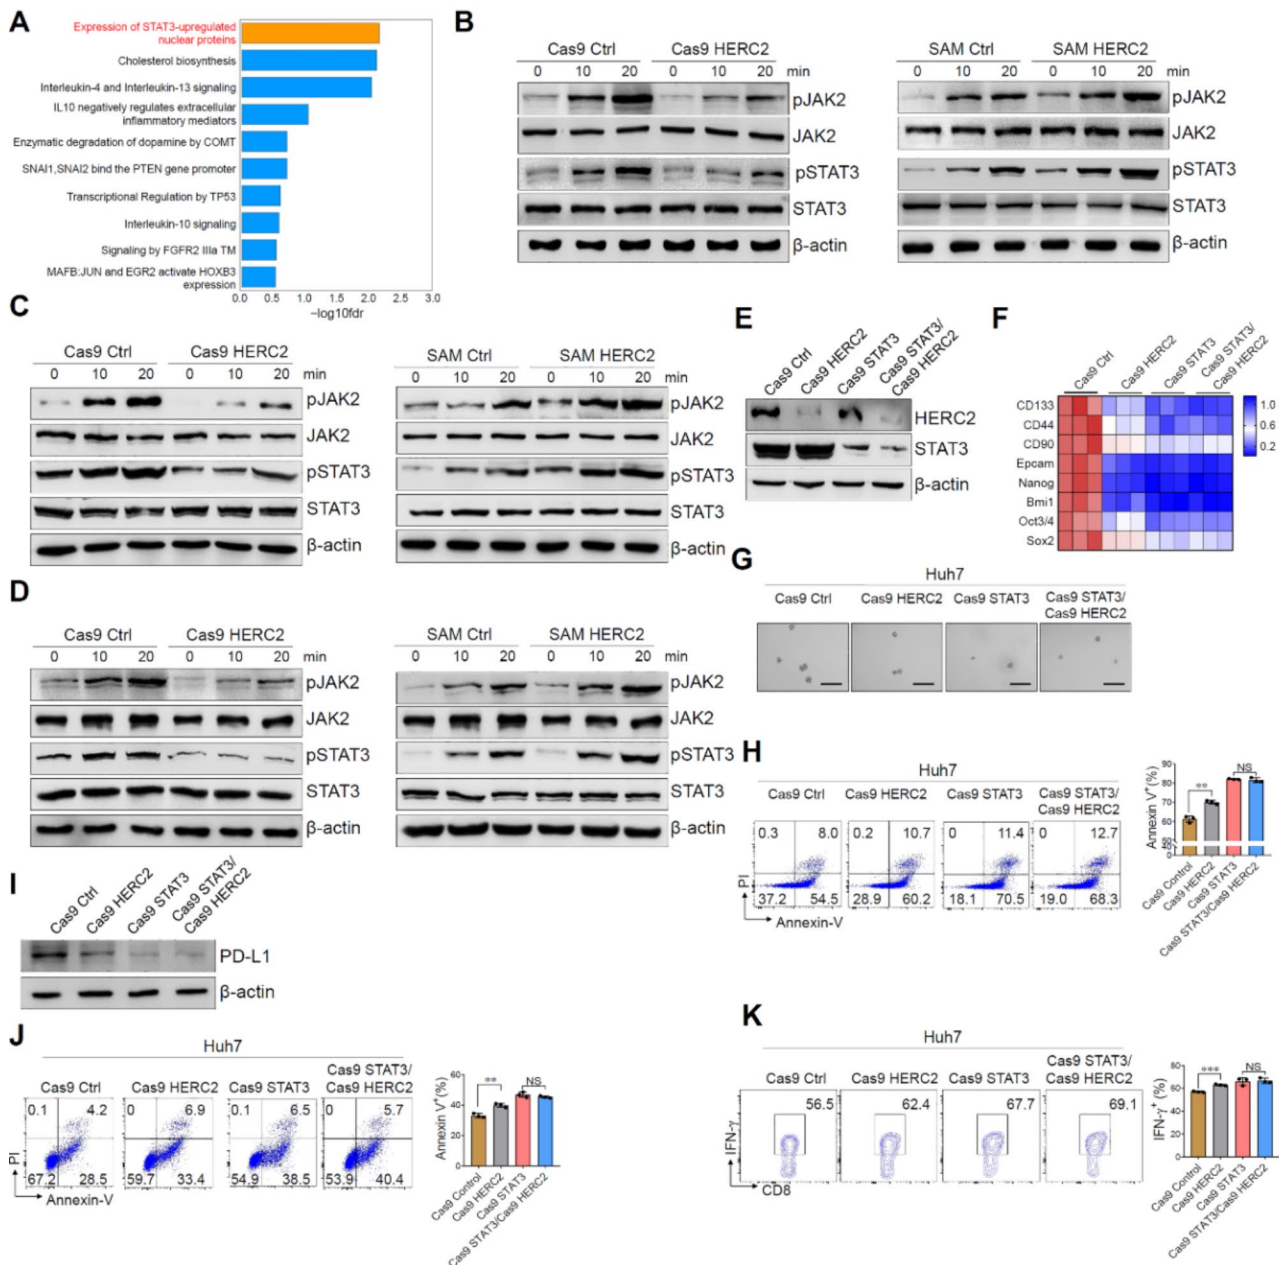 A
Expression of STAT3-upregulated
nuclear proteins
Cholesterol biosynthesis
Interleukin-4 and Interleukin-13 signaling
IL10 negatively regulates extracellular
inflammatory mediators
Enzymatic degradation of dopamine by COMT
SNAI1,SNAI2 bind the PTEN gene promoter
Transcriptional Regulation by TP53
Interleukin-10 signaling
Signaling by FGFR2 IIIa TM
MAFB:JUN and EGR2 activate HOXB3
expression
0.0 0.5 1.0 1.5 2.0 2.5 3.0
−log10fdr
B
Cas9 Ctrl Cas9 HERC2
0 10 20 0 10 20 min
pJAK2
JAK2
pSTAT3
STAT3
β-actin
SAM Ctrl SAM HERC2
0 10 20 0 10 20 min
pJAK2
JAK2
pSTAT3
STAT3
β-actin
C
Cas9 Ctrl Cas9 HERC2
0 10 20 0 10 20 min
pJAK2
JAK2
pSTAT3
STAT3
β-actin
SAM Ctrl SAM HERC2
0 10 20 0 10 20 min
pJAK2
JAK2
pSTAT3
STAT3
β-actin
D
Cas9 Ctrl Cas9 HERC2
0 10 20 0 10 20 min
pJAK2
JAK2
pSTAT3
STAT3
β-actin
SAM Ctrl SAM HERC2
0 10 20 0 10 20 min
pJAK2
JAK2
pSTAT3
STAT3
β-actin
E
Cas9 Ctrl
Cas9 HERC2
Cas9 STAT3
Cas9 STAT3/
Cas9 HERC2
HERC2
STAT3
β-actin
F
Cas9 Ctrl
Cas9 HERC2
Cas9 STAT3
Cas9 STAT3/
Cas9 HERC2
CD133
CD44
CD90
Epcam
Nanog
Bmi1
Oct3/4
Sox2
1.0
0.6
0.2
G
Huh7
Cas9 Ctrl Cas9 HERC2 Cas9 STAT3 Cas9 STAT3/
Cas9 HERC2
H
Huh7
Cas9 Ctrl Cas9 HERC2 Cas9 STAT3 Cas9 STAT3/
Cas9 HERC2
0.3 8.0 0.2 10.7 0 11.4 0 12.7
37.2 54.5 28.9 60.2 18.1 70.5 19.0 68.3
PI
Annexin-V
Annexin V⁺(%)
90
80
70
60
50
40
0
** NS
Cas9 Control
Cas9 HERC2
Cas9 STAT3
Cas9 STAT3/Cas9 HERC2
I
Cas9 Ctrl
Cas9 HERC2
Cas9 STAT3
Cas9 STAT3/
Cas9 HERC2
PD-L1
β-actin
J
Huh7
Cas9 Ctrl Cas9 HERC2 Cas9 STAT3 Cas9 STAT3/
Cas9 HERC2
0.1 4.2 0 6.9 0.1 6.5 0 5.7
67.2 28.5 59.7 33.4 54.9 38.5 53.9 40.4
PI
Annexin-V
Annexin V⁺(%)
60
40
20
0
** NS
Cas9 Control
Cas9 HERC2
Cas9 STAT3
Cas9 STAT3/Cas9 HERC2
K
Huh7
Cas9 Ctrl Cas9 HERC2 Cas9 STAT3 Cas9 STAT3/
Cas9 HERC2
56.5 62.4 67.7 69.1
IFN-γ
CD8
IFN-γ⁺ (%)
80
60
40
20
0
*** NS
Cas9 Control
Cas9 HERC2
Cas9 STAT3
Cas9 STAT3/Cas9 HERC2